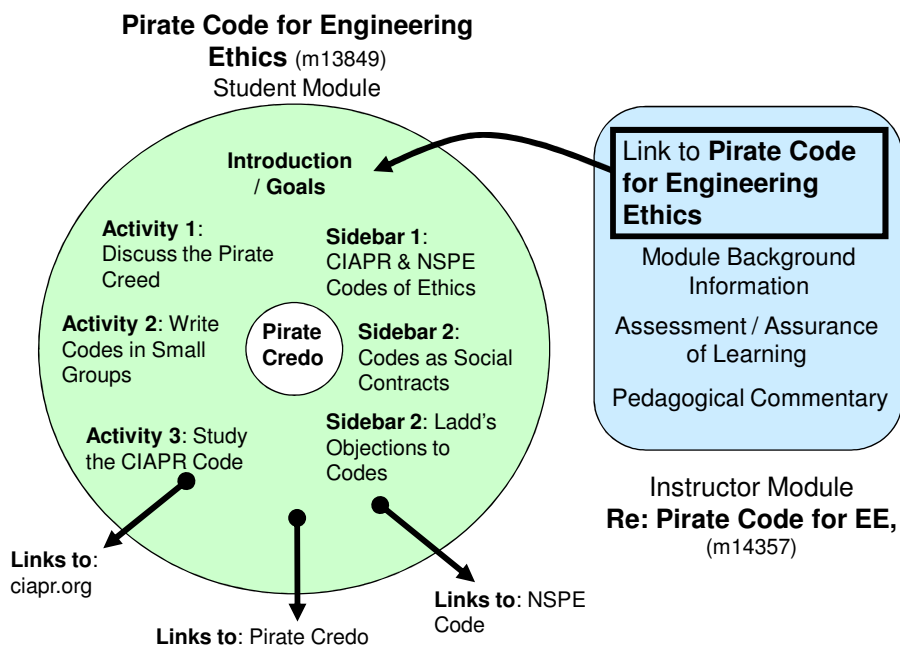 Pirate Code for Engineering
Ethics (m13849)
Student Module
Introduction
/ Goals
Activity 1:
Discuss the Pirate
Creed
Sidebar 1:
CIAPR & NSPE
Codes of Ethics
Activity 2: Write
Codes in Small
Groups
Pirate
Credo
Sidebar 2:
Codes as Social
Contracts
Activity 3: Study
the CIAPR Code
Sidebar 2: Ladd's
Objections to
Codes
Links to:
ciapr.org
Links to: Pirate Credo
Links to: NSPE
Code
Link to Pirate Code
for Engineering
Ethics
Module Background
Information
Assessment / Assurance
of Learning
Pedagogical Commentary
Instructor Module
Re: Pirate Code for EE,
(m14357)